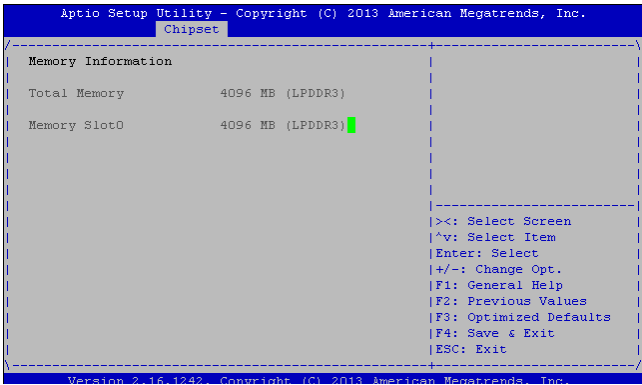 Aptio Setup Utility - Copyright (C) 2013 American Megatrends, Inc.
Chipset
Memory Information
Total Memory 4096 MB (LPDDR3)
Memory Slot0 4096 MB (LPDDR3)
><: Select Screen
^v: Select Item
Enter: Select
+/-: Change Opt.
F1: General Help
F2: Previous Values
F3: Optimized Defaults
F4: Save & Exit
ESC: Exit
Version 2.16.1242. Copyright (C) 2013 American Megatrends, Inc.